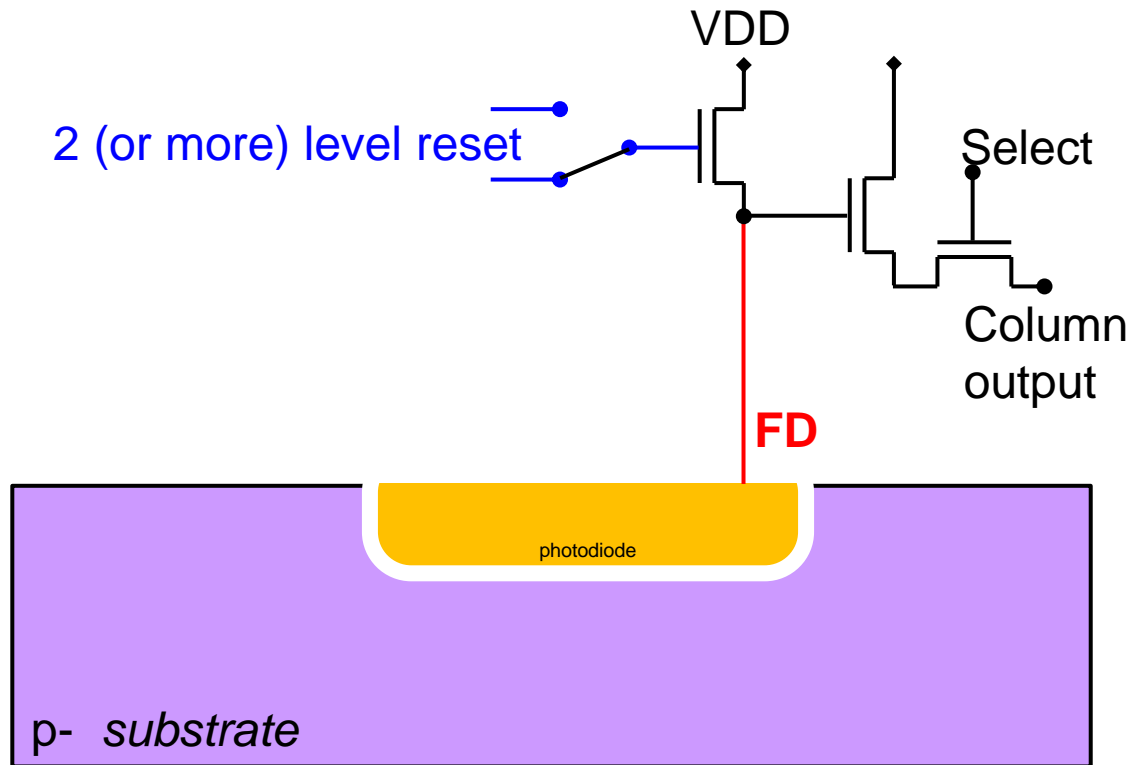 VDD
2 (or more) level reset
Select
Column
output
FD
photodiode
p- substrate